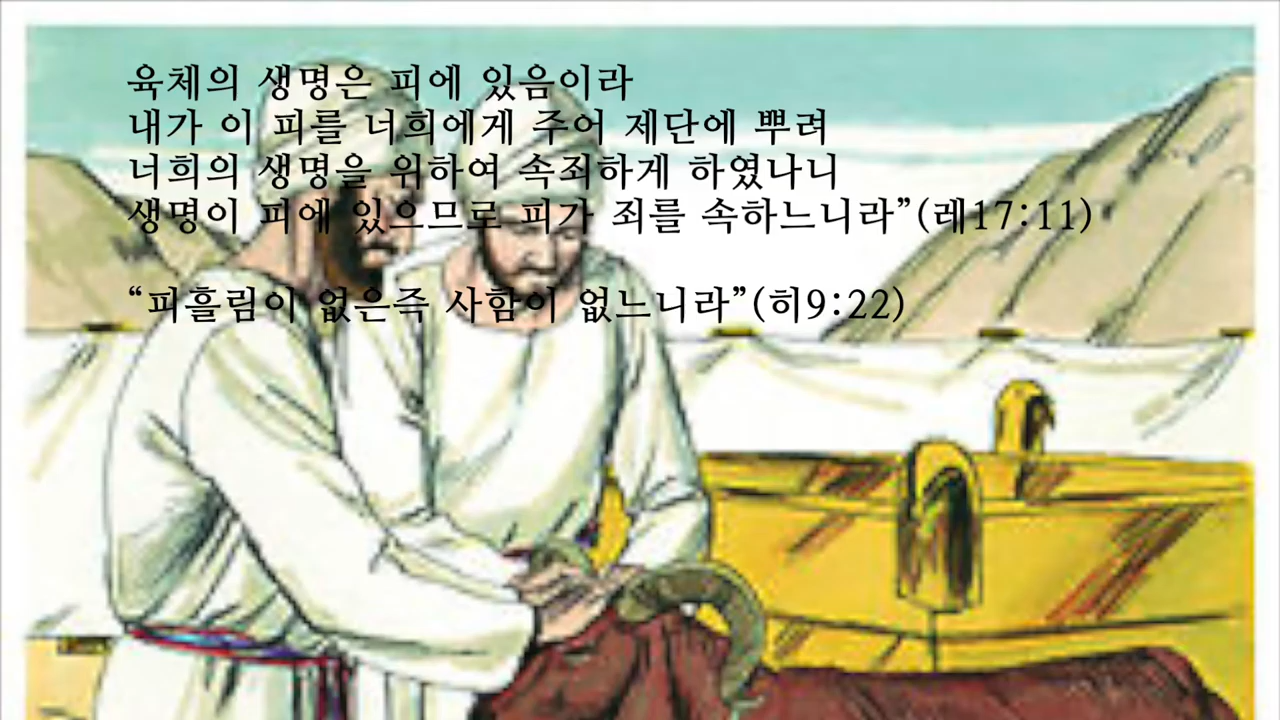 육체의 생명은 피에 있음이라
내가 이 피를 너희에게 주어 제단에 뿌려
너희의 생명을 위하여 속죄하게 하였나니
생명이 피에 있으므로 피가 죄를 속하느니라”(레17:11)
“피흘림이 없은즉 사함이 없느니라”(히9:22)